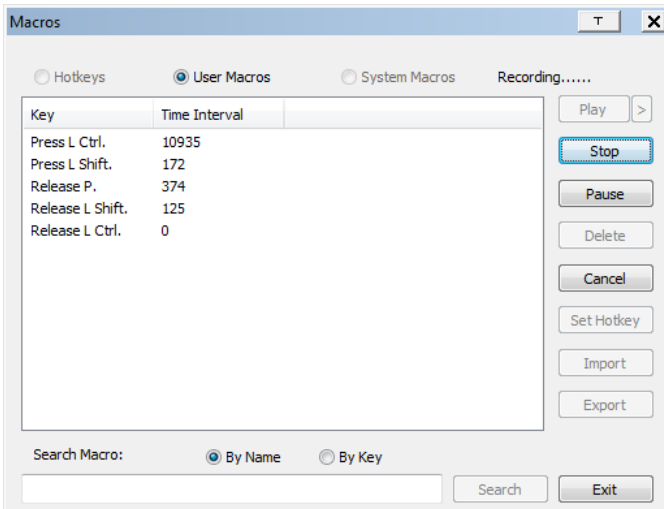 Macros
T X
Hotkeys User Macros System Macros Recording......
Key Time Interval
Play >
Press L Ctrl. 10935
Stop
Press L Shift. 172
Release P. 374
Pause
Release L Shift. 125
Release L Ctrl. 0
Delete
Cancel
Set Hotkey
Import
Export
Search Macro: By Name By Key
Search Exit